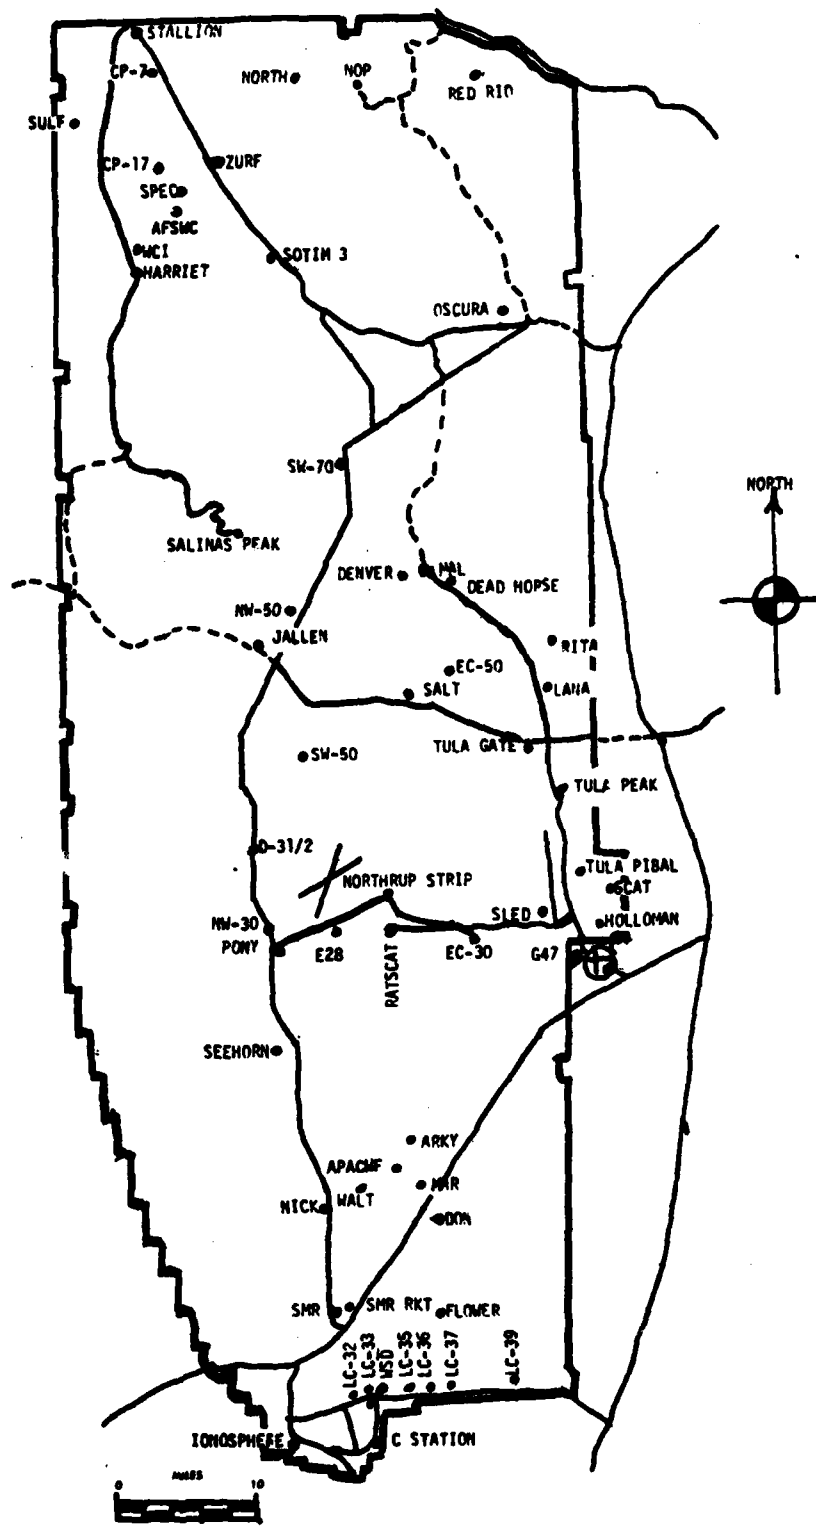 STALLION
CP-7
NORTH
NOP
RED RIO
SULF
CP-17
ZURF
SPEC
AFSWC
WCI
HARRIET
SOTIM 3
OSCURA
SW-70
NORTH
SALINAS PEAK
DENVER
MAL
DEAD HORSE
NW-50
JALLEN
RITA
EC-50
SALT
LANA
TULA GATE
SW-50
TULA PEAK
D-31/2
NORTHRUP STRIP
TULA PIBAL
SCAT
SLED
HOLLOMAN
NW-30
PONY
E28
RATSCAT
EC-30
G47
SEEHORN
ARKY
APACHE
MAR
NICK
WALT
DON
SMR
SMR RKT
FLOWER
LC-32
LC-33
WSD
LC-35
LC-36
LC-37
LC-39
IONOSPHERE
C STATION
MILES
0 10